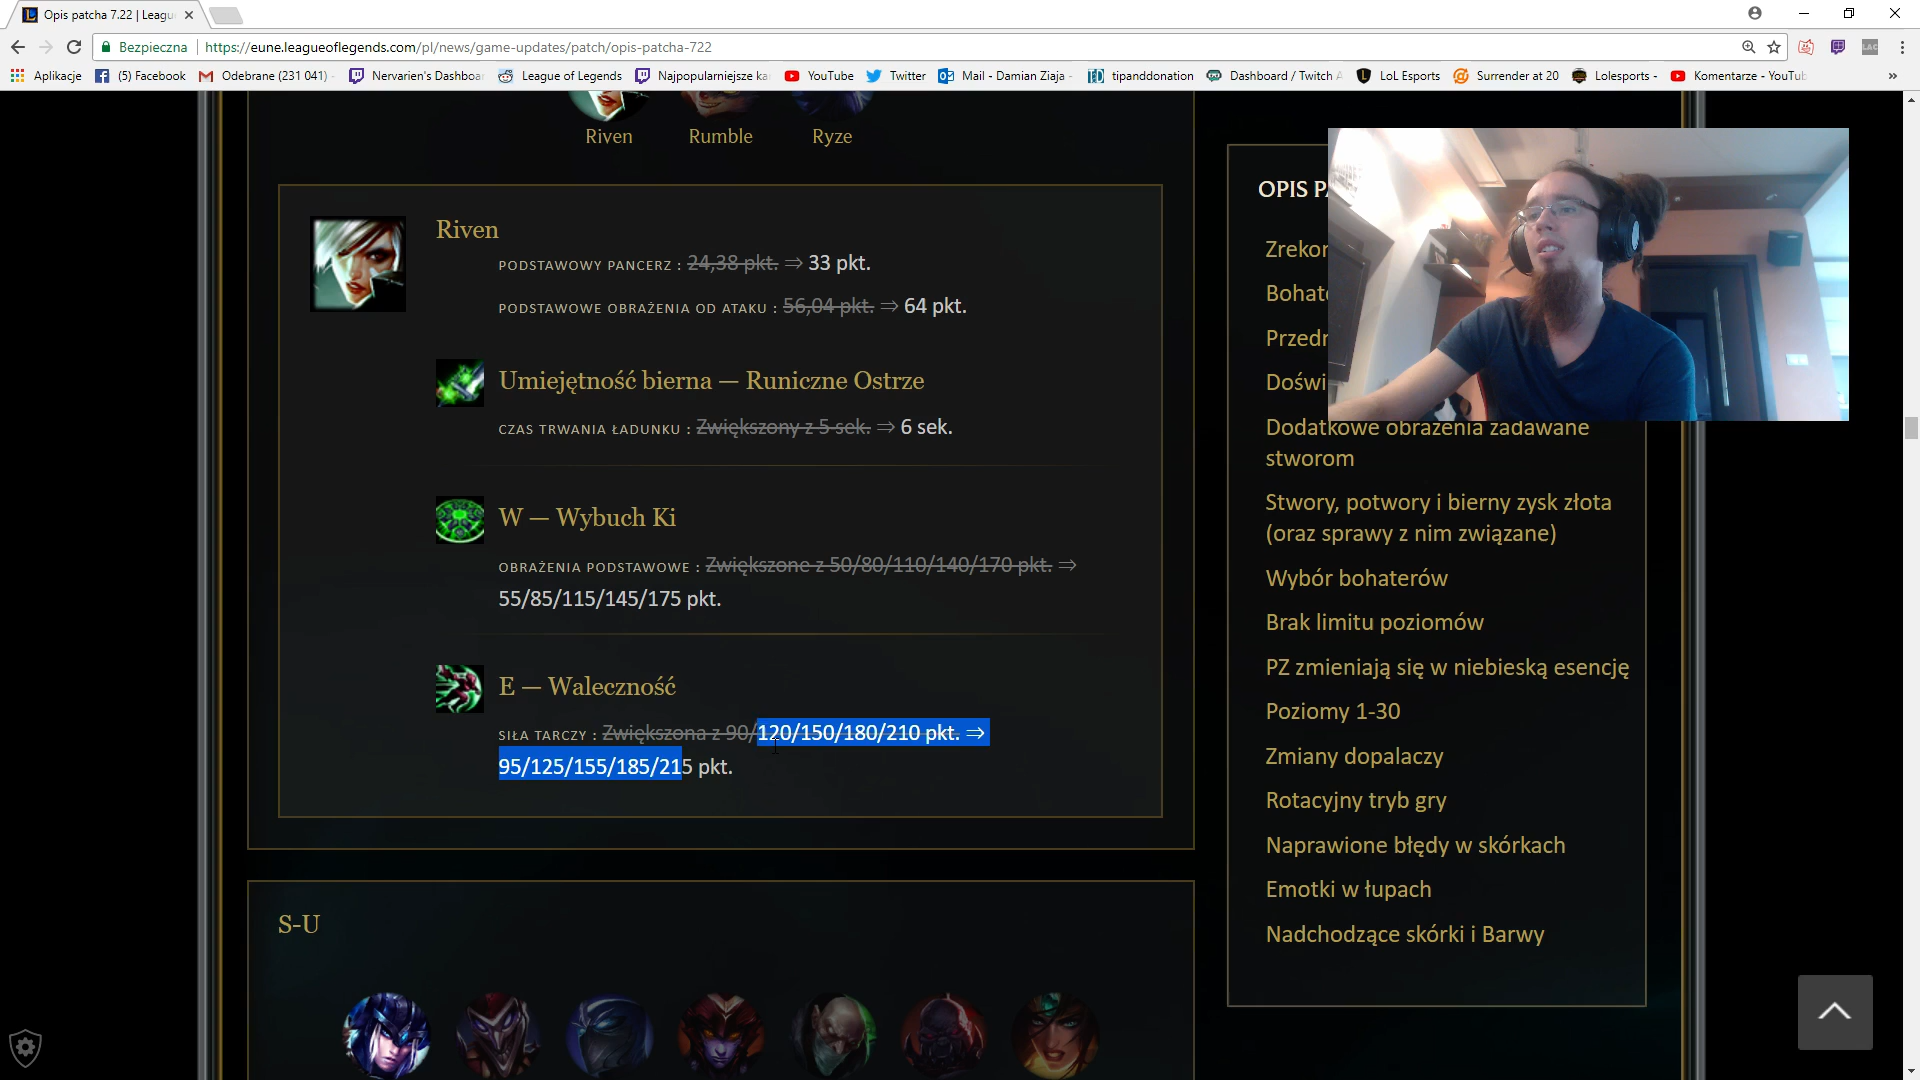 Opis patcha 7.22 | Leagu
Bezpieczna
https://eune.leagueoflegends.com/pl/news/game-updates/patch/opis-patcha-722
Aplikacje
(5) Facebook
Odebrane (231 041)
Nervarien's Dashboa
League of Legends
Najpopularniejsze ka
YouTube
Twitter
Mail - Damian Ziaja -
tipanddonation
Dashboard / Twitch A
LoL Esports
Surrender at 20
Lolesports -
Komentarze - YouTub
»
Riven
Rumble
Ryze
Riven
PODSTAWOWY PANCERZ : 24,38 pkt. ⇒ 33 pkt.
PODSTAWOWE OBRAŻENIA OD ATAKU : 56,04 pkt. ⇒ 64 pkt.
Umiejętność bierna — Runiczne Ostrze
CZAS TRWANIA ŁADUNKU : Zwiększony z 5 sek. ⇒ 6 sek.
W — Wybuch Ki
OBRAŻENIA PODSTAWOWE : Zwiększone z 50/80/110/140/170 pkt. ⇒
55/85/115/145/175 pkt.
E — Waleczność
SIŁA TARCZY : Zwiększona z 90/120/150/180/210 pkt. ⇒
95/125/155/185/215 pkt.
S-U
OPIS P
Zrekor
Bohate
Przedr
Doświ
Dodatkowe obrażenia zadawane
stworom
Stwory, potwory i bierny zysk złota
(oraz sprawy z nim związane)
Wybór bohaterów
Brak limitu poziomów
PZ zmieniają się w niebieską esencję
Poziomy 1-30
Zmiany dopalaczy
Rotacyjny tryb gry
Naprawione błędy w skórkach
Emotki w łupach
Nadchodzące skórki i Barwy